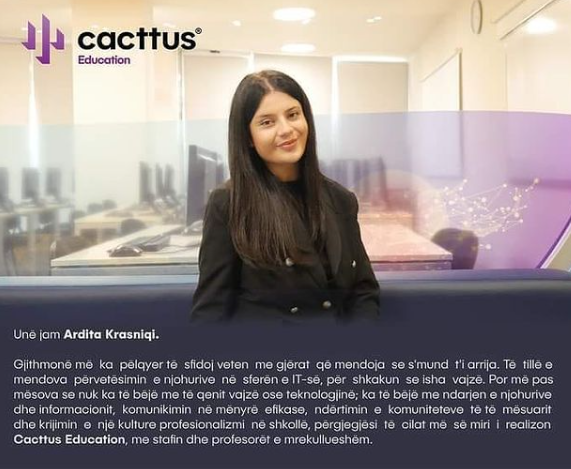 cacttus®
Education
Unë jam Ardita Krasniqi.
Gjithmonë më ka pëlqyer të sfidoj veten me gjërat që mendoja se s'mund t'i arrija. Të tillë e
mendova përvetësimin e njohurive në sferën e IT-së, për shkakun se isha vajzë. Por më pas
mësova se nuk ka të bëjë me të qenit vajzë ose teknologjinë; ka të bëjë me ndarjen e njohurive
dhe informacionit, komunikimin në mënyrë efikase, ndërtimin e komuniteteve të të mësuarit
dhe krijimin e një kulture profesionalizmi në shkollë, përgjegjësi të cilat më së miri i realizon
Cacttus Education, me stafin dhe profesorët e mrekullueshëm.